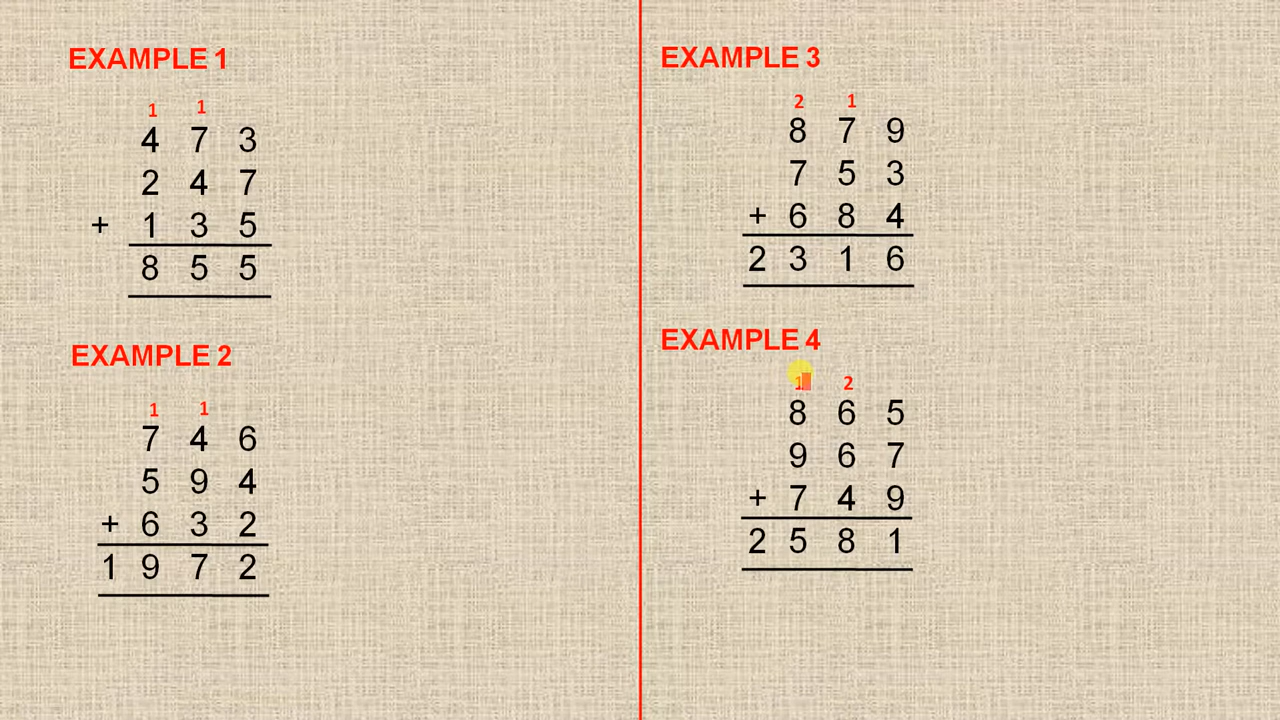 EXAMPLE 1
1 1
4 7 3
2 4 7
+ 1 3 5
8 5 5
EXAMPLE 2
1 1
7 4 6
5 9 4
+ 6 3 2
1 9 7 2
EXAMPLE 3
2 1
8 7 9
7 5 3
+ 6 8 4
2 3 1 6
EXAMPLE 4
1 2
8 6 5
9 6 7
+ 7 4 9
2 5 8 1